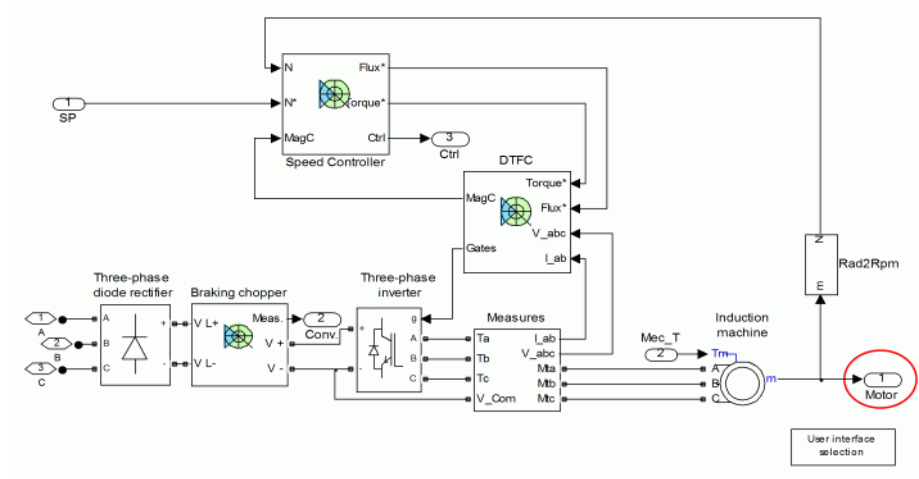 N
Flux*
1
SP
N*
Torque*
MagC
Ctrl
3
Ctrl
Speed Controller
DTFC
Torque*
MagC
Flux*
V_abc
Gates
I_ab
N
E
Rad2Rpm
Three-phase
diode rectifier
Braking chopper
Three-phase
inverter
Measures
Induction
machine
1
A
A
+
V L+
Meas.
2
Conv.
V +
+
g
A
Ta
I_ab
V_abc
Mec_T
2
Tm
2
B
B
B
Tb
Mta
A
m
1
Motor
3
C
C
-
V L-
V -
-
C
Tc
Mtb
B
V_Com
Mtc
C
User interface
selection